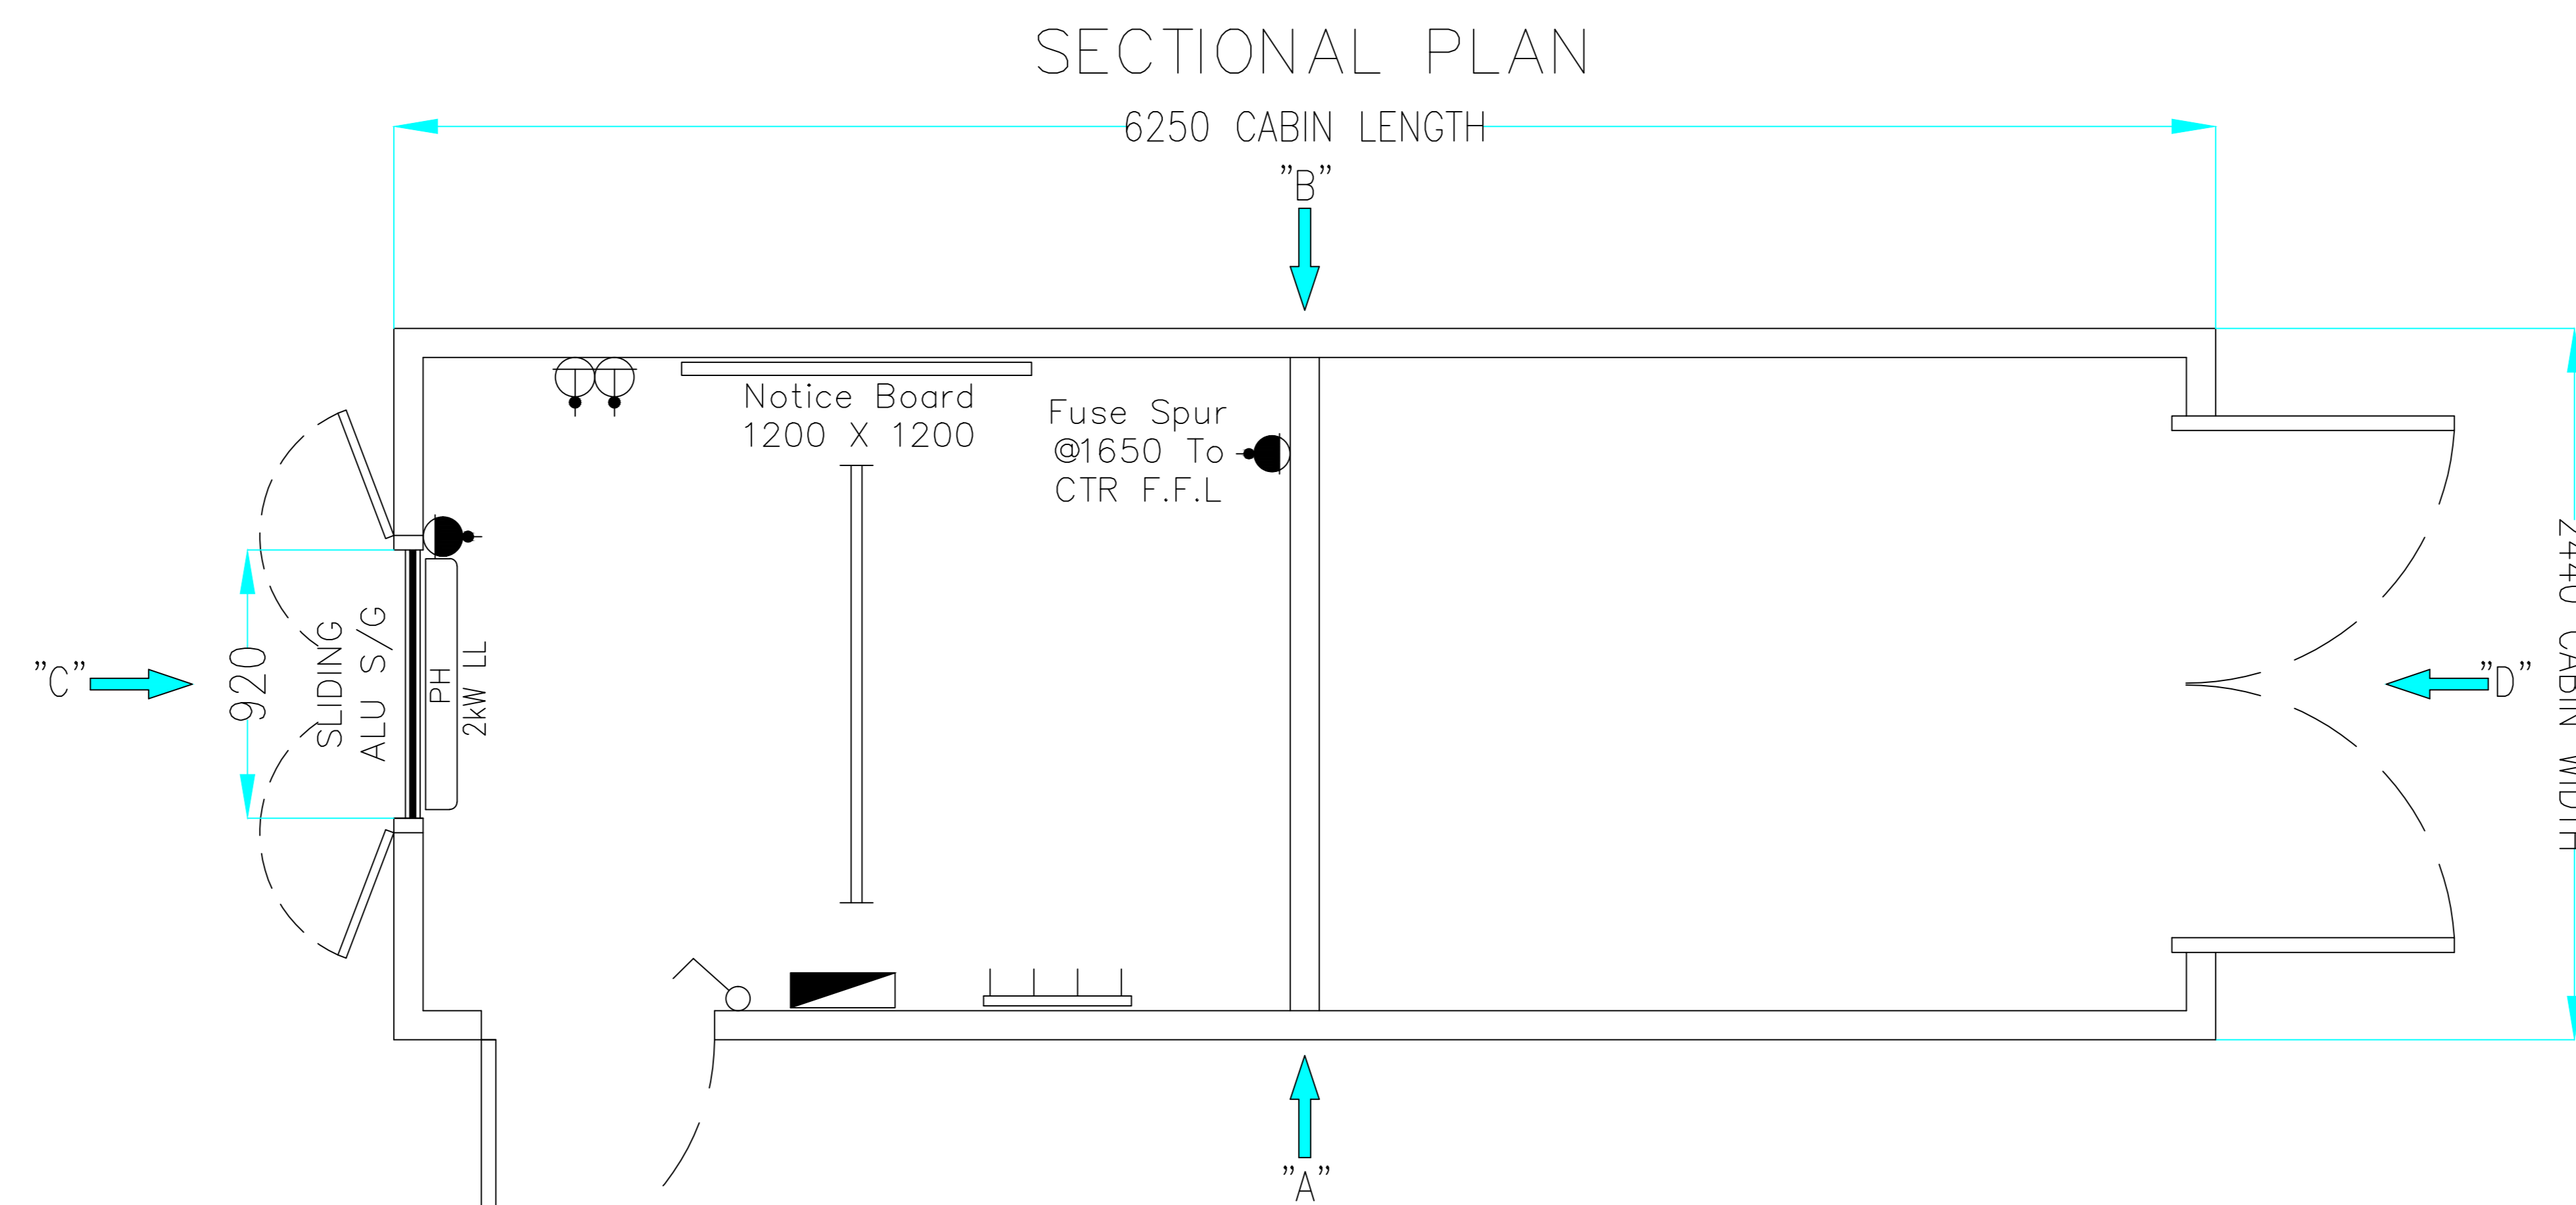 SECTIONAL PLAN
6250 CABIN LENGTH
"B"
Notice Board
1200 X 1200
Fuse Spur
@1650 To
CTR F.F.L
"C"
920
SLIDING
ALU S/G
PH
2kW LL
"D"
2440 CABIN WIDTH
"A"